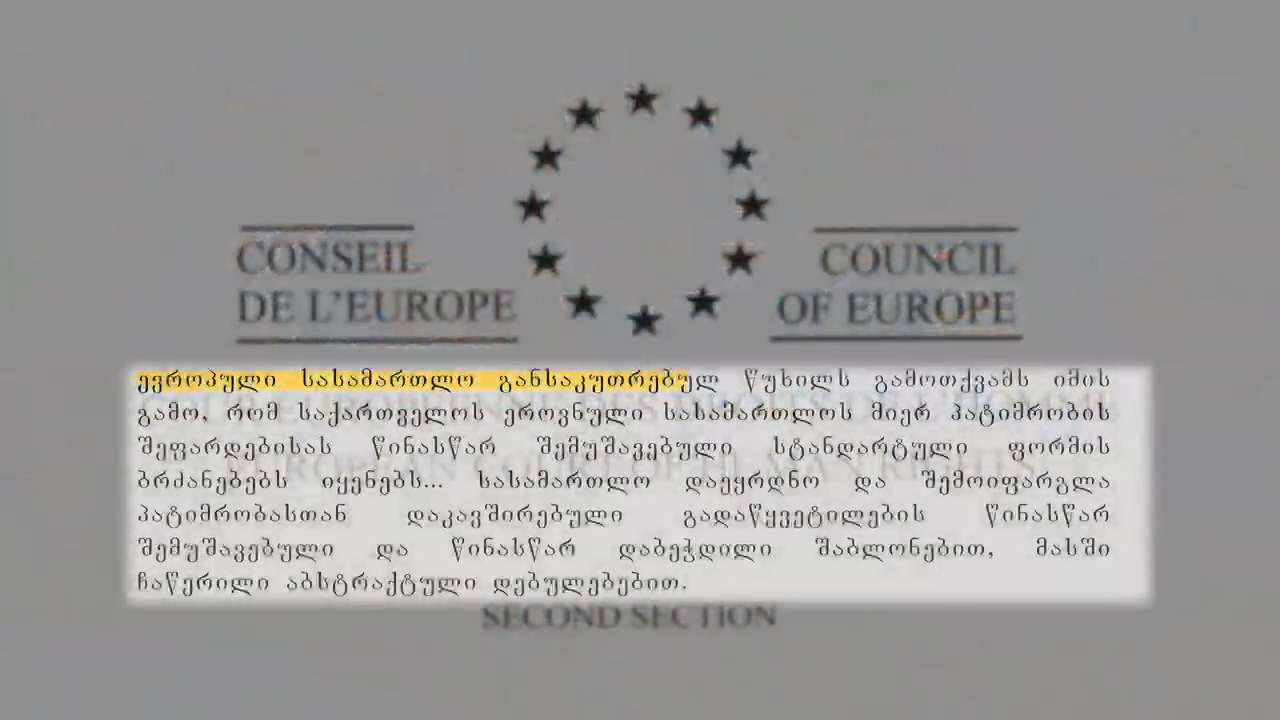 CONSEIL
DE L'EUROPE
COUNCIL
OF EUROPE
ევროპული სასამართლო განსაკუთრებულ წუხილს გამოთქვამს იმის
გამო, რომ საქართველოს ეროვნული სასამართლოს მიერ პატიმრობის
შეფარდებისას წინასწარ შემუშავებული სტანდარტული ფორმის
ბრძანებებს იყენებს... სასამართლო დაეყრდნო და შემოიფარგლა
პატიმრობასთან დაკავშირებული გადაწყვეტილების წინასწარ
შემუშავებული და წინასწარ დაბეჭდილი შაბლონებით, მასში
ჩაწერილი აბსტრაქტული დებულებებით.
SECOND SECTION